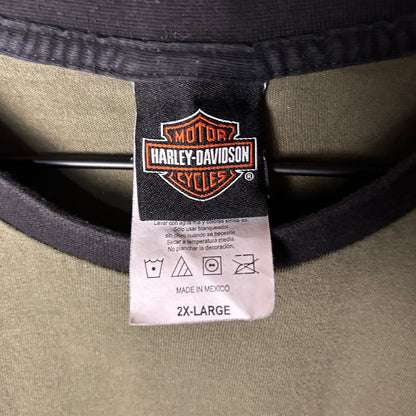 MOTOR
HARLEY-DAVIDSON
CYCLES
®
Lavar con agua fría y colores similares.
Sólo usar blanqueador
sin cloro cuando se necesite.
Secar a temperatura media.
No planchar la decoración.
MADE IN MEXICO
2X-LARGE